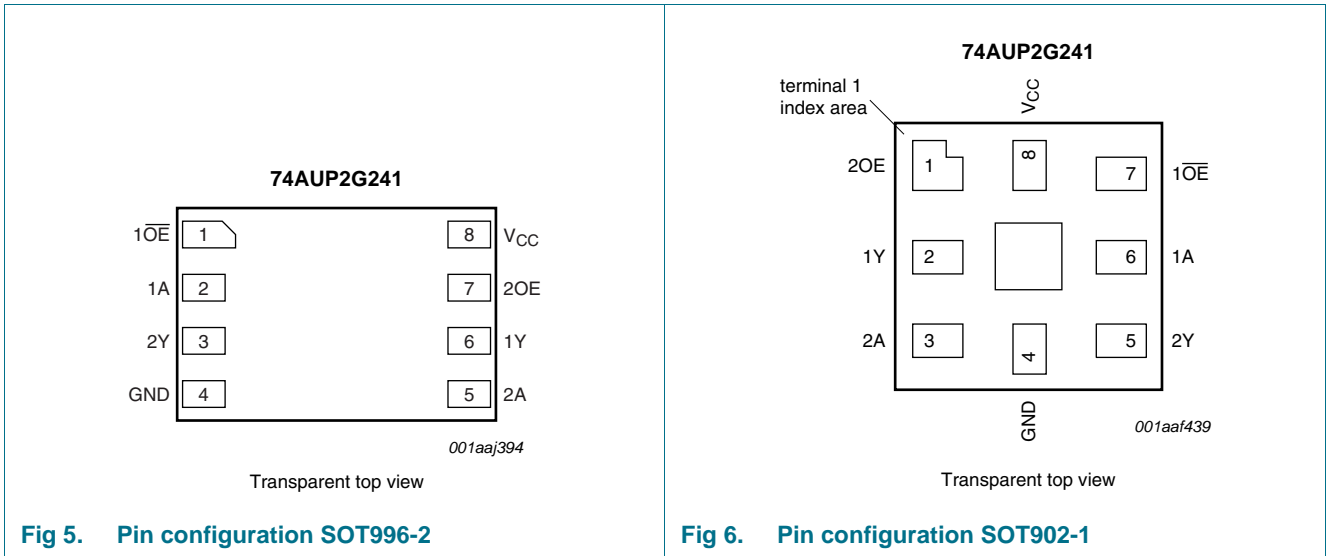 74AUP2G241
1OE 1 8 VCC
1A 2 7 2OE
2Y 3 6 1Y
GND 4 5 2A
001aaj394
Transparent top view
Fig 5. Pin configuration SOT996-2
74AUP2G241
terminal 1
index area
VCC
2OE 1 8 7 1OE
1Y 2 6 1A
2A 3 4 5 2Y
GND
001aaf439
Transparent top view
Fig 6. Pin configuration SOT902-1